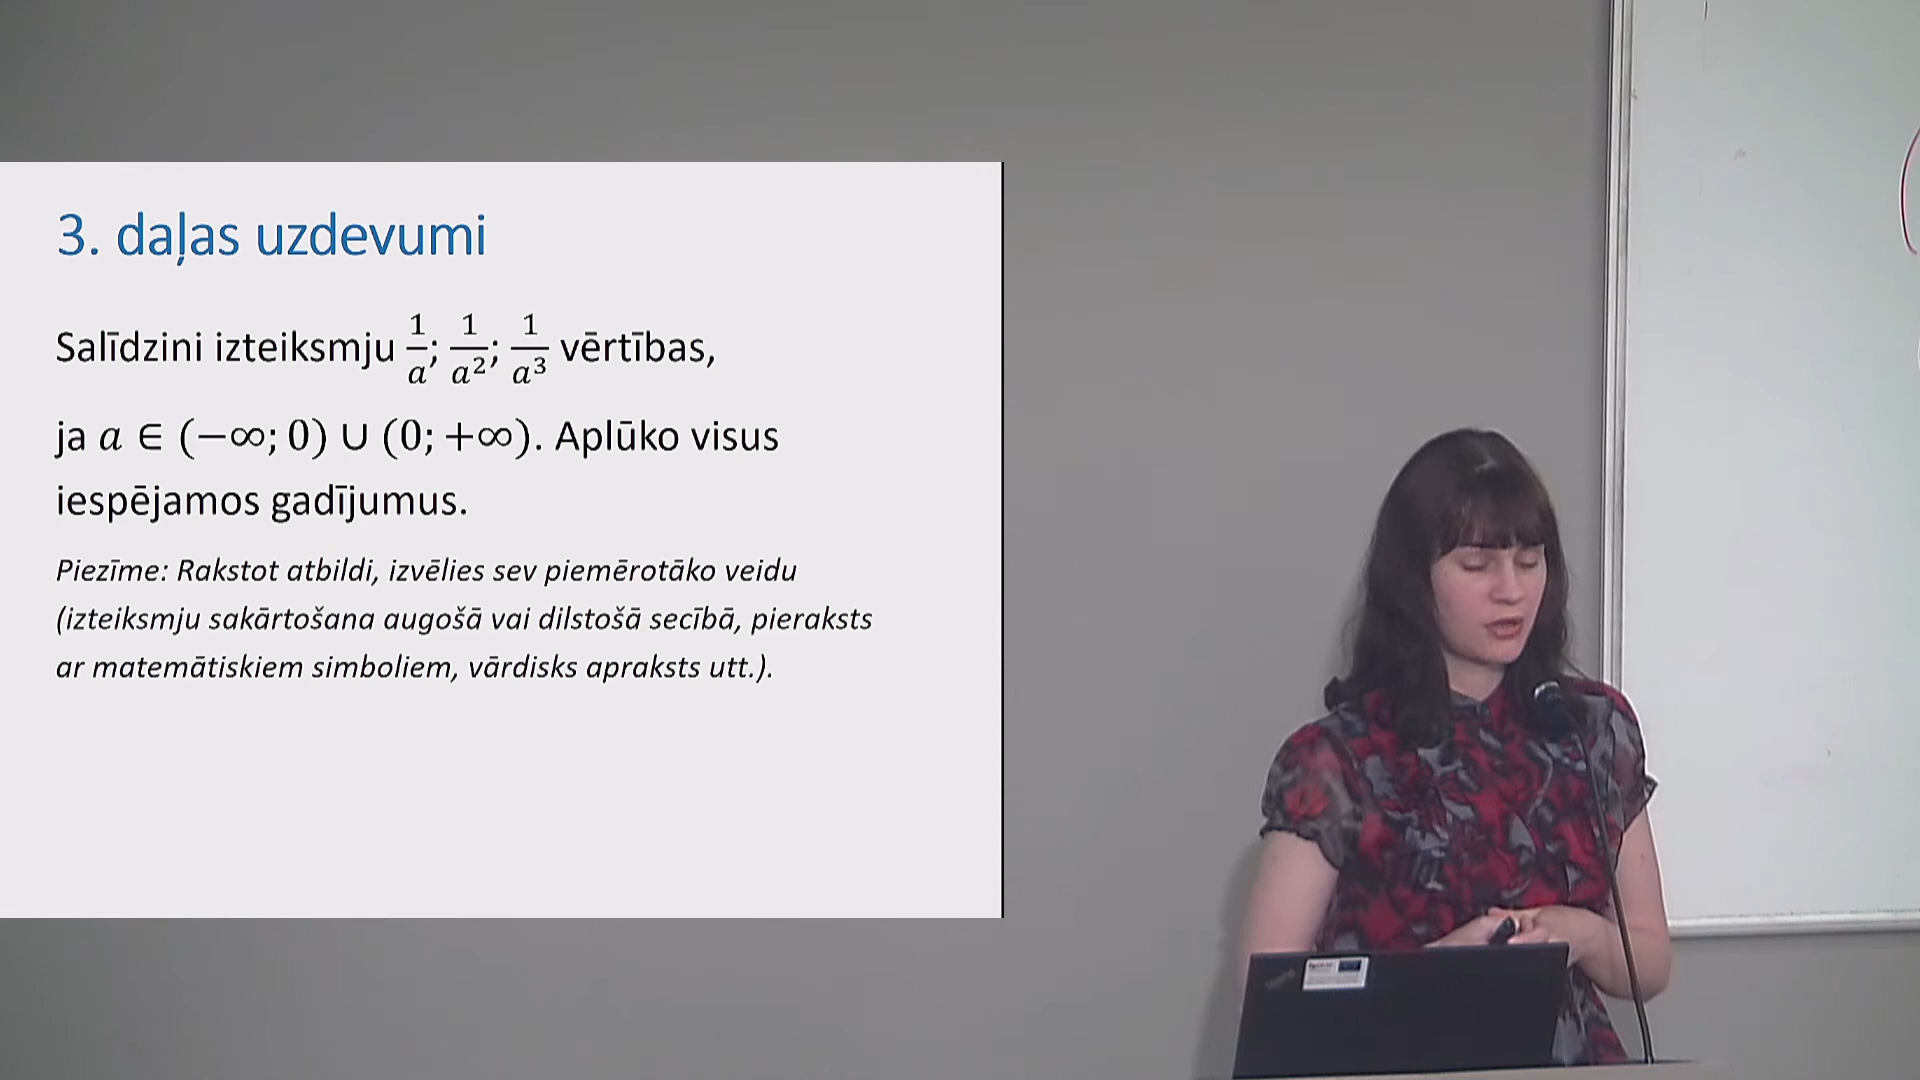 3. daļas uzdevumi
Salīdzini izteiksmju 1/a; 1/a²; 1/a³ vērtības,
ja a ∈ (−∞; 0) ∪ (0; +∞). Aplūko visus
iespējamos gadījumus.
Piezīme: Rakstot atbildi, izvēlies sev piemērotāko veidu
(izteiksmju sakārtošana augošā vai dilstošā secībā, pieraksts
ar matemātiskiem simboliem, vārdisks apraksts utt.).